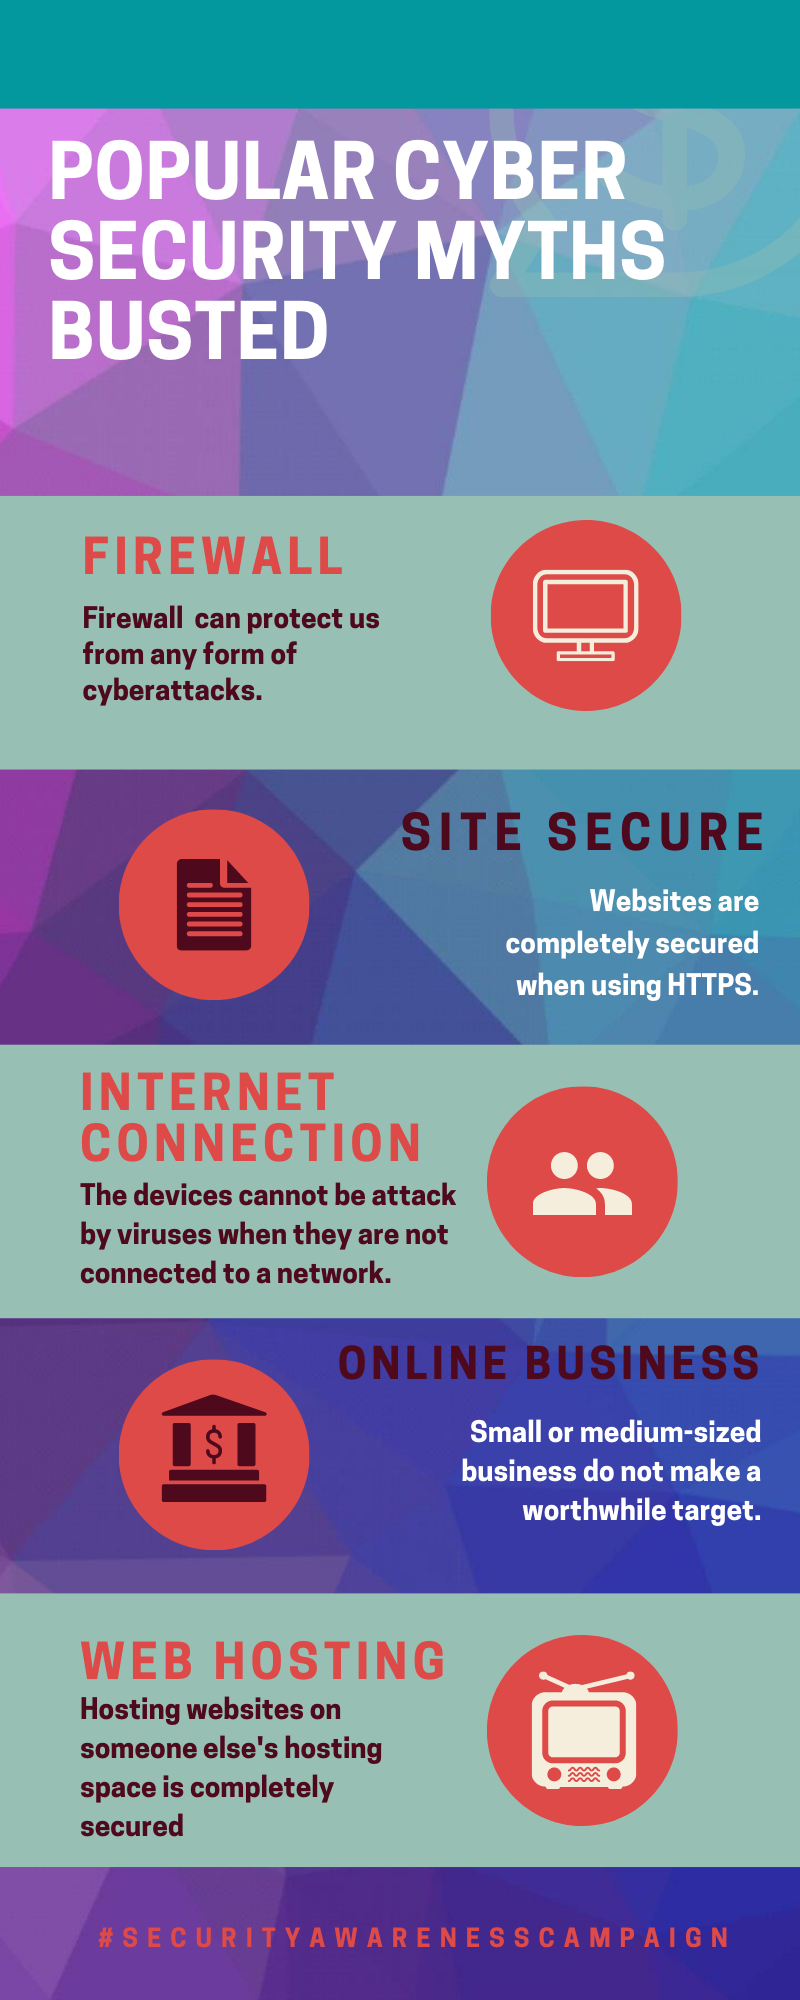 POPULAR CYBER
SECURITY MYTHS
BUSTED
FIREWALL
Firewall can protect us
from any form of
cyberattacks.
SITE SECURE
Websites are
completely secured
when using HTTPS.
INTERNET
CONNECTION
The devices cannot be attack
by viruses when they are not
connected to a network.
ONLINE BUSINESS
$
Small or medium-sized
business do not make a
worthwhile target.
WEB HOSTING
Hosting websites on
someone else's hosting
space is completely
secured
#SECURITYAWARENESSCAMPAIGN